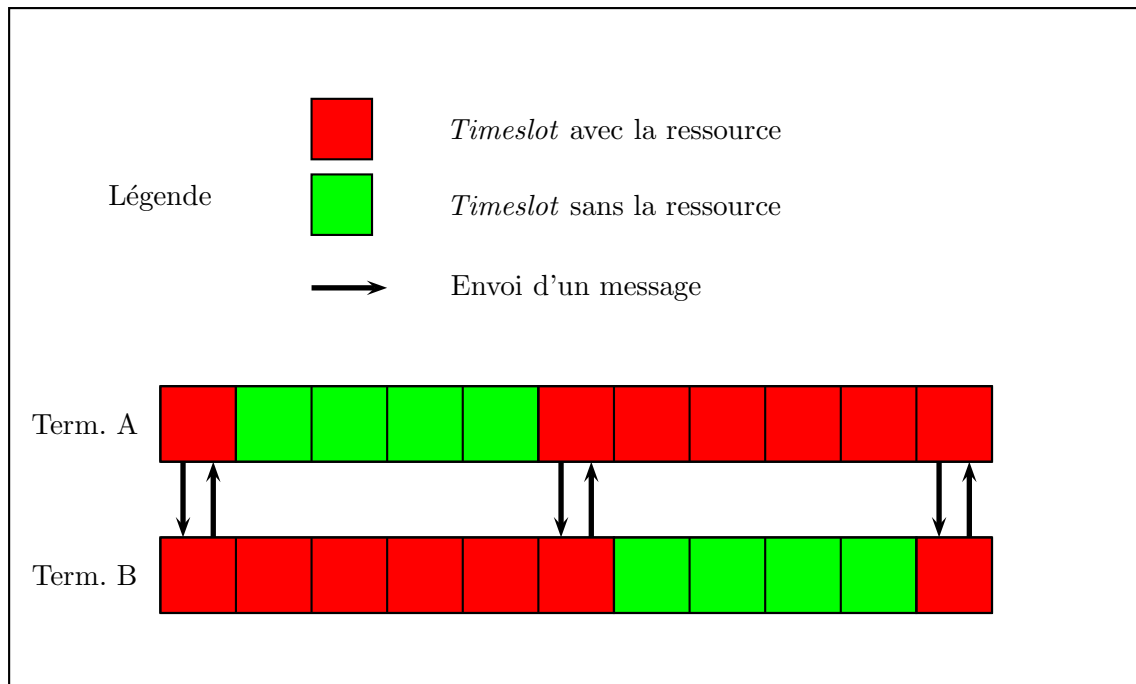 Timeslot avec la ressource
Légende
Timeslot sans la ressource
Envoi d'un message
Term. A
Term. B